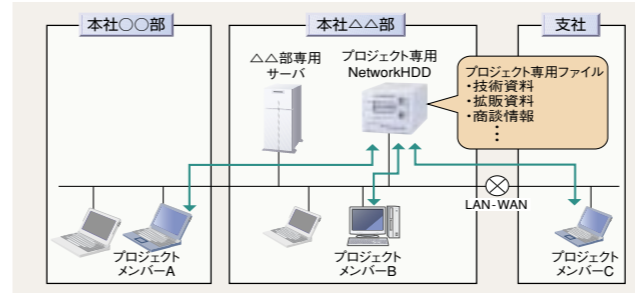 本社○○部
本社△△部
支社
△△部専用
サーバ
プロジェクト専用
NetworkHDD
プロジェクト専用ファイル
・技術資料
・拡販資料
・商談情報
⋮
LAN-WAN
プロジェクト
メンバーA
プロジェクト
メンバーB
プロジェクト
メンバーC